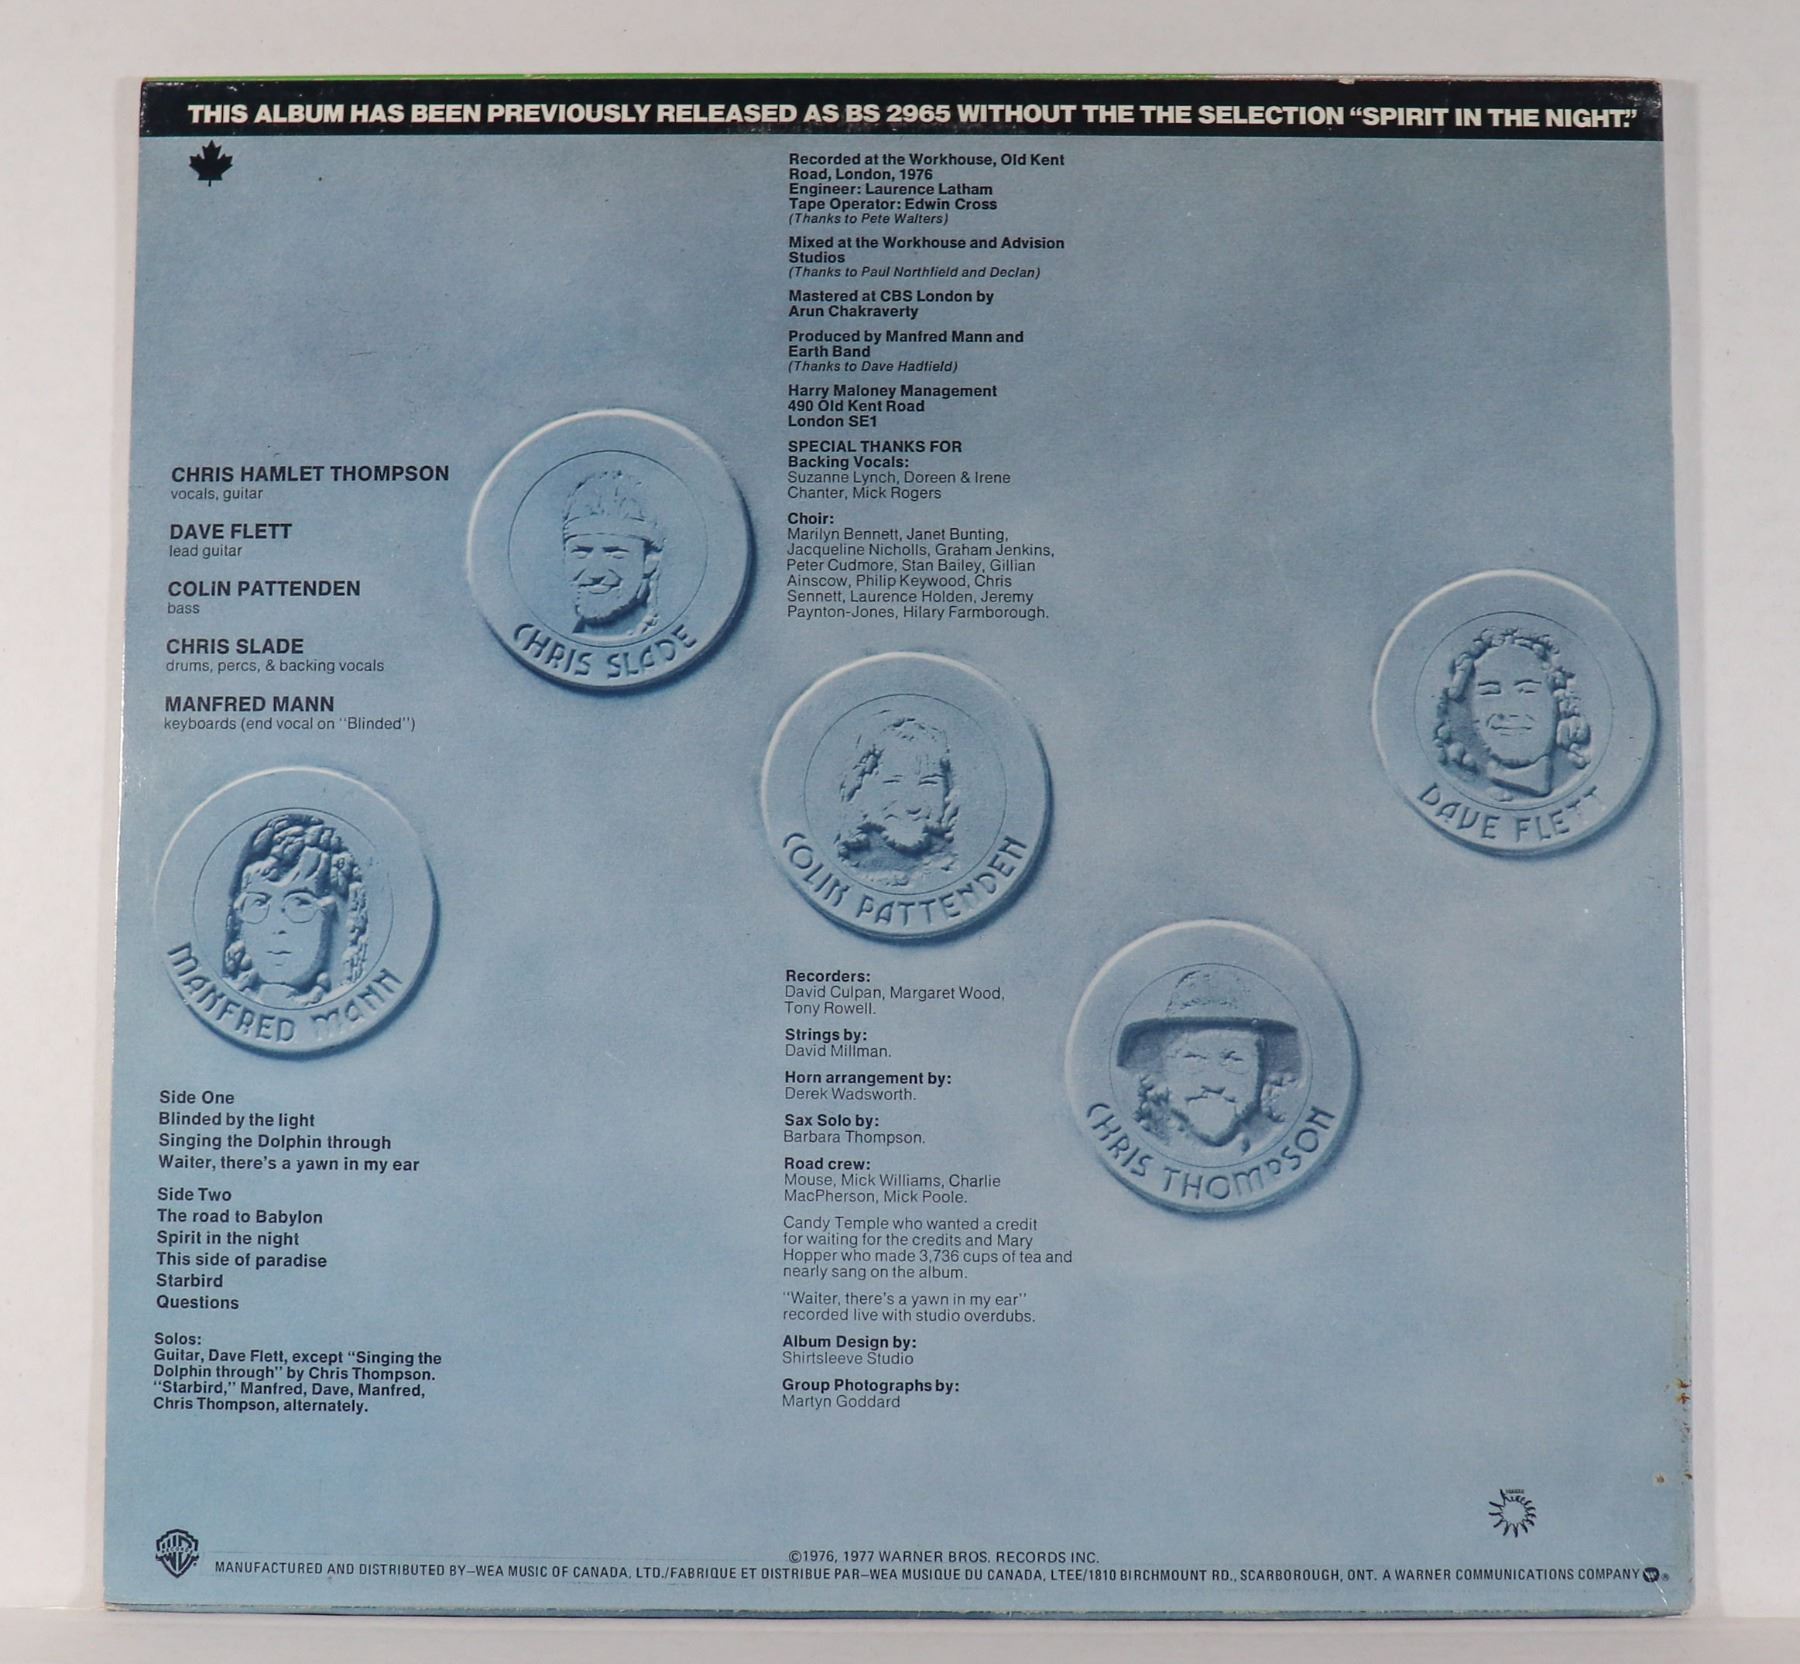 THIS ALBUM HAS BEEN PREVIOUSLY RELEASED AS BS 2965 WITHOUT THE THE SELECTION “SPIRIT IN THE NIGHT.”
CHRIS HAMLET THOMPSON
vocals, guitar
DAVE FLETT
lead guitar
COLIN PATTENDEN
bass
CHRIS SLADE
drums, percs, & backing vocals
MANFRED MANN
keyboards (end vocal on “Blinded”)
CHRIS SLADE
MANFRED MANN
Side One
Blinded by the light
Singing the Dolphin through
Waiter, there's a yawn in my ear
Side Two
The road to Babylon
Spirit in the night
This side of paradise
Starbird
Questions
Solos:
Guitar, Dave Flett, except “Singing the
Dolphin through” by Chris Thompson.
“Starbird,” Manfred, Dave, Manfred,
Chris Thompson, alternately.
Recorded at the Workhouse, Old Kent
Road, London, 1976
Engineer: Laurence Latham
Tape Operator: Edwin Cross
(Thanks to Pete Walters)
Mixed at the Workhouse and Advision
Studios
(Thanks to Paul Northfield and Declan)
Mastered at CBS London by
Arun Chakraverty
Produced by Manfred Mann and
Earth Band
(Thanks to Dave Hadfield)
Harry Maloney Management
490 Old Kent Road
London SE1
SPECIAL THANKS FOR
Backing Vocals:
Suzanne Lynch, Doreen & Irene
Chanter, Mick Rogers
Choir:
Marilyn Bennett, Janet Bunting,
Jacqueline Nicholls, Graham Jenkins,
Peter Cudmore, Stan Bailey, Gillian
Ainscow, Philip Keywood, Chris
Sennett, Laurence Holden, Jeremy
Paynton-Jones, Hilary Farmborough.
COLIN PATTENDEN
DAVE FLETT
CHRIS THOMPSON
Recorders:
David Culpan, Margaret Wood,
Tony Rowell.
Strings by:
David Millman.
Horn arrangement by:
Derek Wadsworth.
Sax Solo by:
Barbara Thompson.
Road crew:
Mouse, Mick Williams, Charlie
MacPherson, Mick Poole.
Candy Temple who wanted a credit
for waiting for the credits and Mary
Hopper who made 3,736 cups of tea and
nearly sang on the album.
“Waiter, there's a yawn in my ear”
recorded live with studio overdubs.
Album Design by:
Shirtsleeve Studio
Group Photographs by:
Martyn Goddard
©1976, 1977 WARNER BROS. RECORDS INC.
MANUFACTURED AND DISTRIBUTED BY–WEA MUSIC OF CANADA, LTD./FABRIQUE ET DISTRIBUE PAR–WEA MUSIQUE DU CANADA, LTEE/1810 BIRCHMOUNT RD., SCARBOROUGH, ONT. A WARNER COMMUNICATIONS COMPANY ®